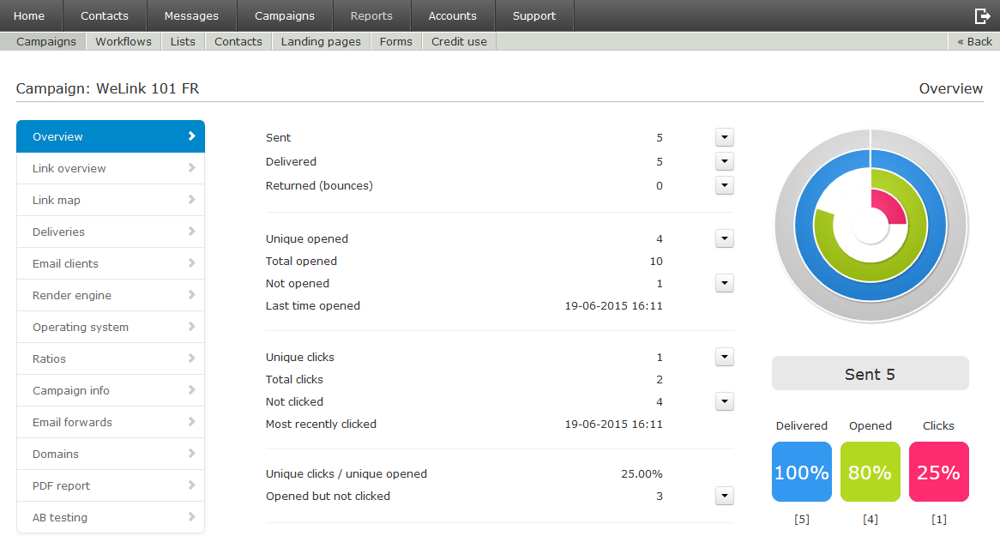 Home Contacts Messages Campaigns Reports Accounts Support
Campaigns Workflows Lists Contacts Landing pages Forms Credit use « Back
Campaign: WeLink 101 FR Overview
Overview
Link overview
Link map
Deliveries
Email clients
Render engine
Operating system
Ratios
Campaign info
Email forwards
Domains
PDF report
AB testing
Sent 5
Delivered 5
Returned (bounces) 0
Unique opened 4
Total opened 10
Not opened 1
Last time opened 19-06-2015 16:11
Unique clicks 1
Total clicks 2
Not clicked 4
Most recently clicked 19-06-2015 16:11
Unique clicks / unique opened 25.00%
Opened but not clicked 3
Sent 5
Delivered Opened Clicks
100% 80% 25%
[5] [4] [1]